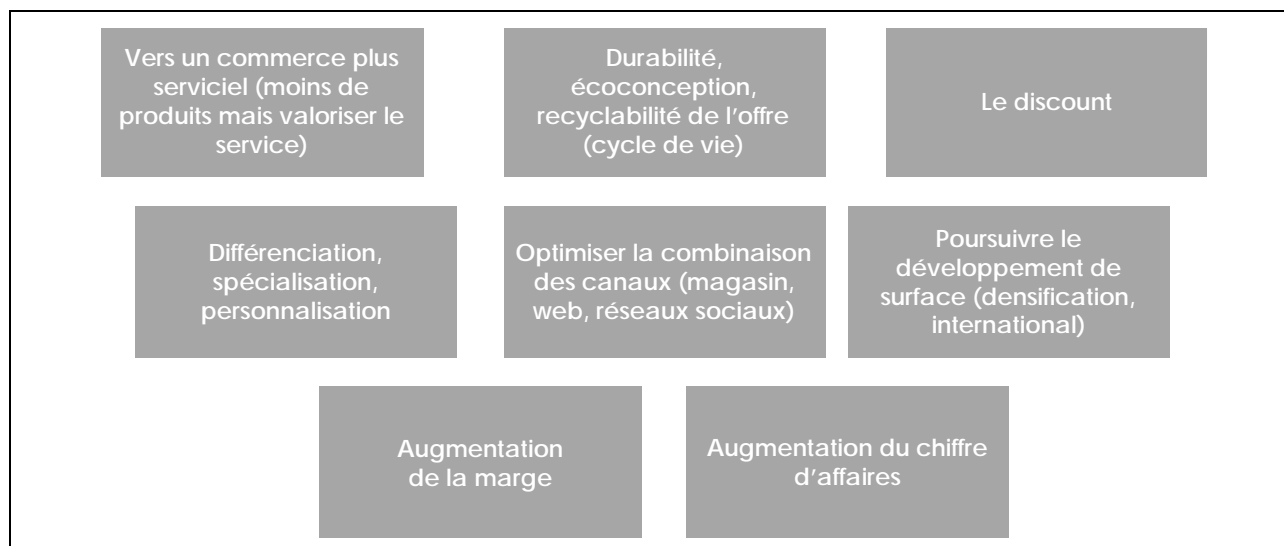 Vers un commerce plus
serviciel (moins de
produits mais valoriser le
service)
Durabilité,
écoconception,
recyclabilité de l’offre
(cycle de vie)
Le discount
Différenciation,
spécialisation,
personnalisation
Optimiser la combinaison
des canaux (magasin,
web, réseaux sociaux)
Poursuivre le
développement de
surface (densification,
international)
Augmentation
de la marge
Augmentation du chiffre
d’affaires